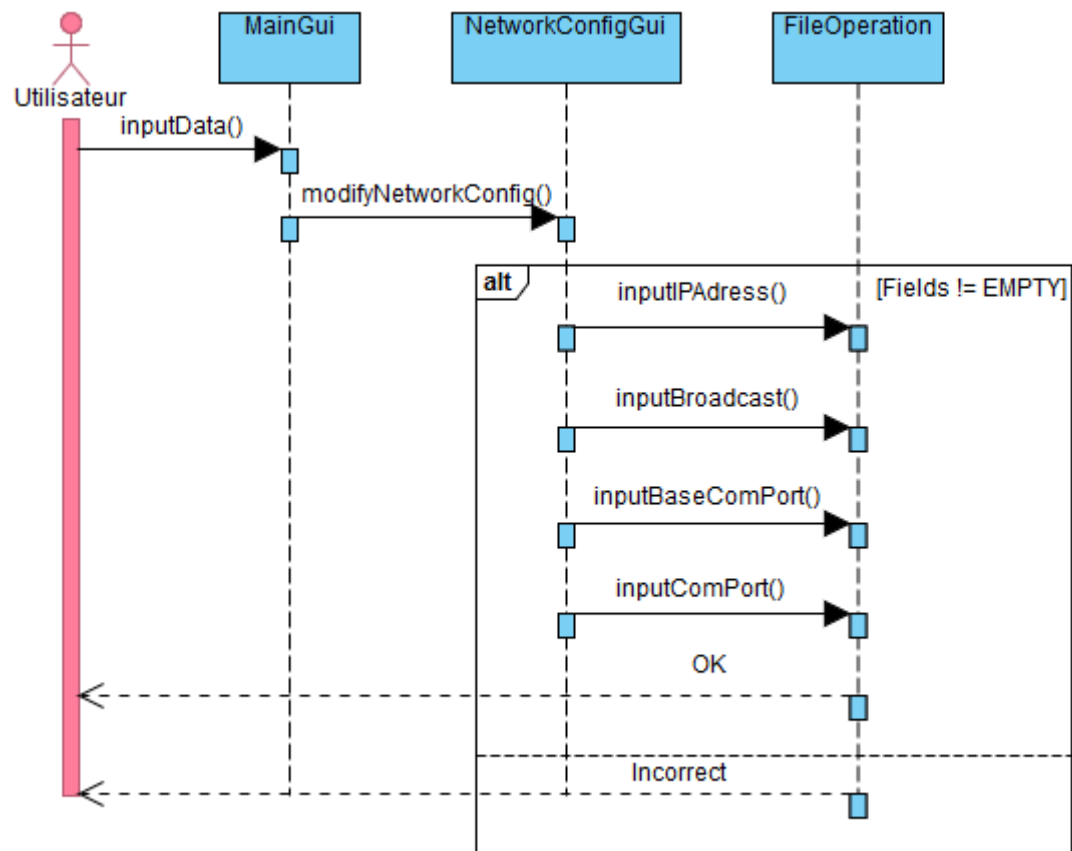 MainGui
NetworkConfigGui
FileOperation
Utilisateur
inputData()
modifyNetworkConfig()
alt
inputIPAdress()
[Fields != EMPTY]
inputBroadcast()
inputBaseComPort()
inputComPort()
OK
Incorrect